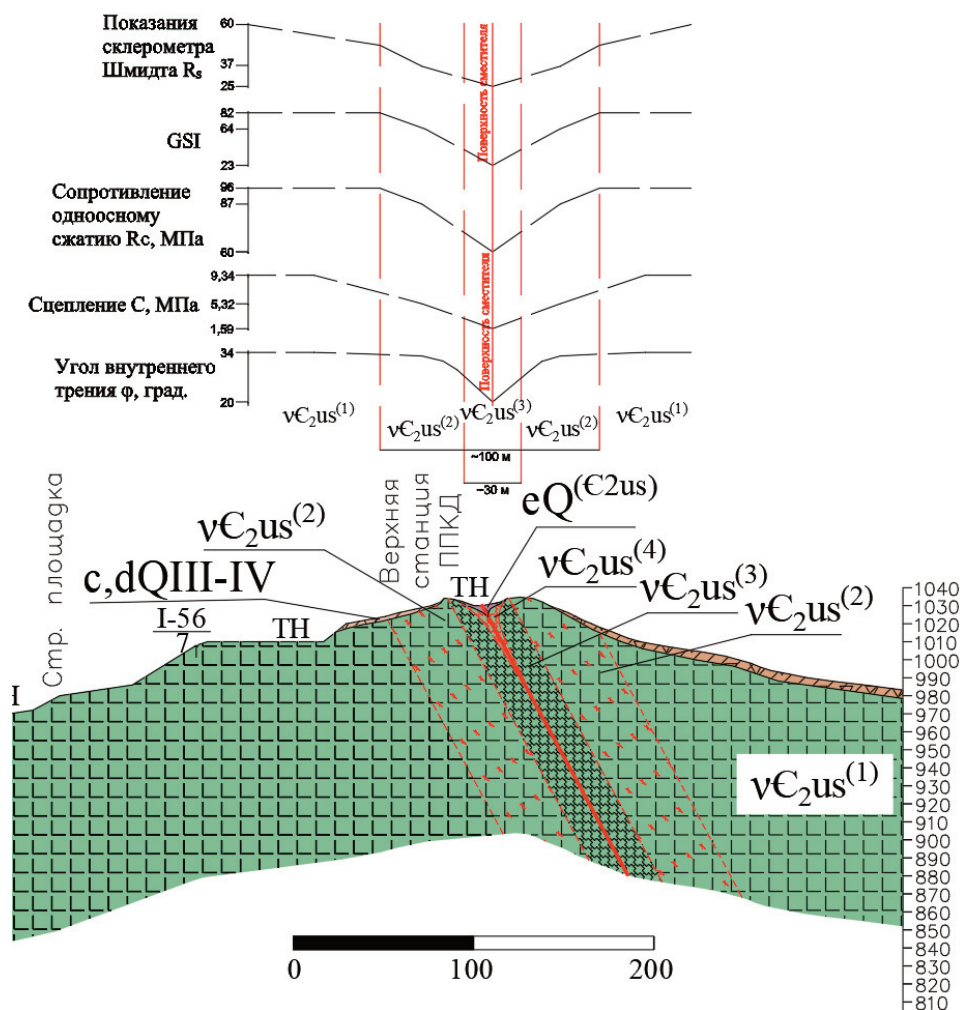 Показания
склерометра
Шмидта Rs
60
37
25
GSI
82
64
23
Сопротивление
одноосному
сжатию Rc, МПа
96
87
60
Сцепление С, МПа
9,34
5,32
1,59
Угол внутреннего
трения φ, град.
34
20
Поверхность сместителя
Поверхность сместителя
Поверхность сместителя
νЄ2us(1)
νЄ2us(2)
νЄ2us(3)
νЄ2us(2)
νЄ2us(1)
~100 м
~30 м
Стр. площадка
Верхняя
станция
ППКД
eQ(Є2us)
νЄ2us(2)
νЄ2us(4)
c,dQIII-IV
ТН
νЄ2us(3)
νЄ2us(2)
I-56
7
ТН
νЄ2us(1)
1040
1030
1020
1010
1000
990
980
970
960
950
940
930
920
910
900
890
880
870
860
850
840
830
820
810
0 100 200